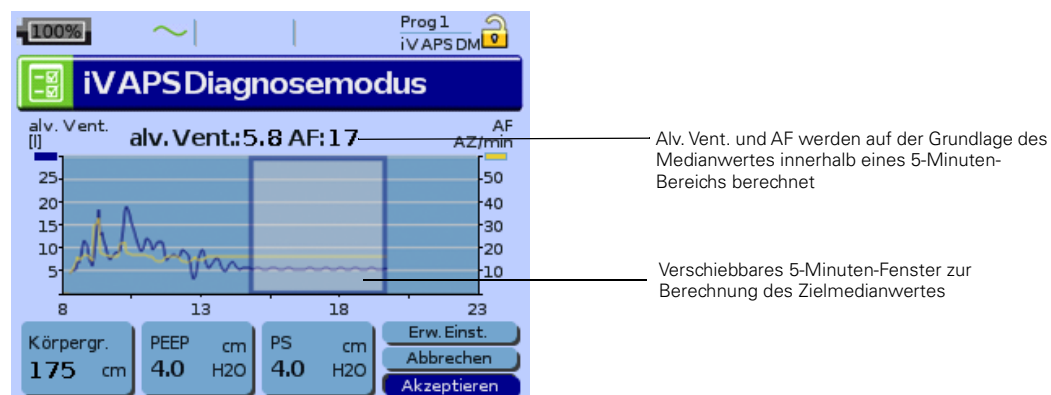 100%
Prog 1
iVAPS DM
iVAPS Diagnosemodus
alv. Vent.
[l]
alv. Vent.:5.8 AF:17
AF
AZ/min
25
20
15
10
5
50
40
30
20
10
8
13
18
23
Körpergr.
175 cm
PEEP cm
4.0 H2O
PS cm
4.0 H2O
Erw. Einst.
Abbrechen
Akzeptieren
Alv. Vent. und AF werden auf der Grundlage des
Medianwertes innerhalb eines 5-Minuten-
Bereichs berechnet
Verschiebbares 5-Minuten-Fenster zur
Berechnung des Zielmedianwertes